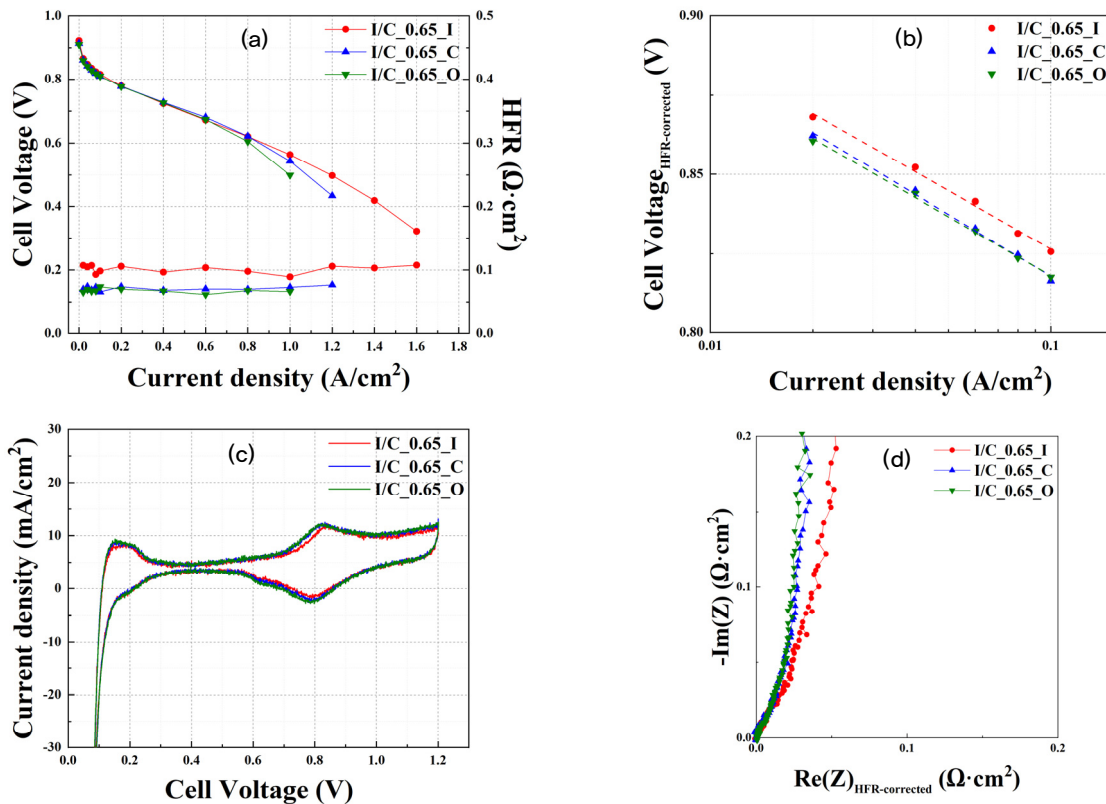 (a)
I/C_0.65_I
I/C_0.65_C
I/C_0.65_O
Cell Voltage (V)
1.0
0.8
0.6
0.4
0.2
0.0
HFR (Ω·cm²)
0.5
0.4
0.3
0.2
0.1
0.0
0.0 0.2 0.4 0.6 0.8 1.0 1.2 1.4 1.6 1.8
Current density (A/cm²)
(b)
I/C_0.65_I
I/C_0.65_C
I/C_0.65_O
Cell Voltage HFR-corrected (V)
0.90
0.85
0.80
0.01 0.1
Current density (A/cm²)
(c)
I/C_0.65_I
I/C_0.65_C
I/C_0.65_O
Current density (mA/cm²)
30
20
10
0
-10
-20
-30
0.0 0.2 0.4 0.6 0.8 1.0 1.2
Cell Voltage (V)
(d)
I/C_0.65_I
I/C_0.65_C
I/C_0.65_O
-Im(Z) (Ω·cm²)
0.2
0.1
0.0
0.0 0.1 0.2
Re(Z)HFR-corrected (Ω·cm²)